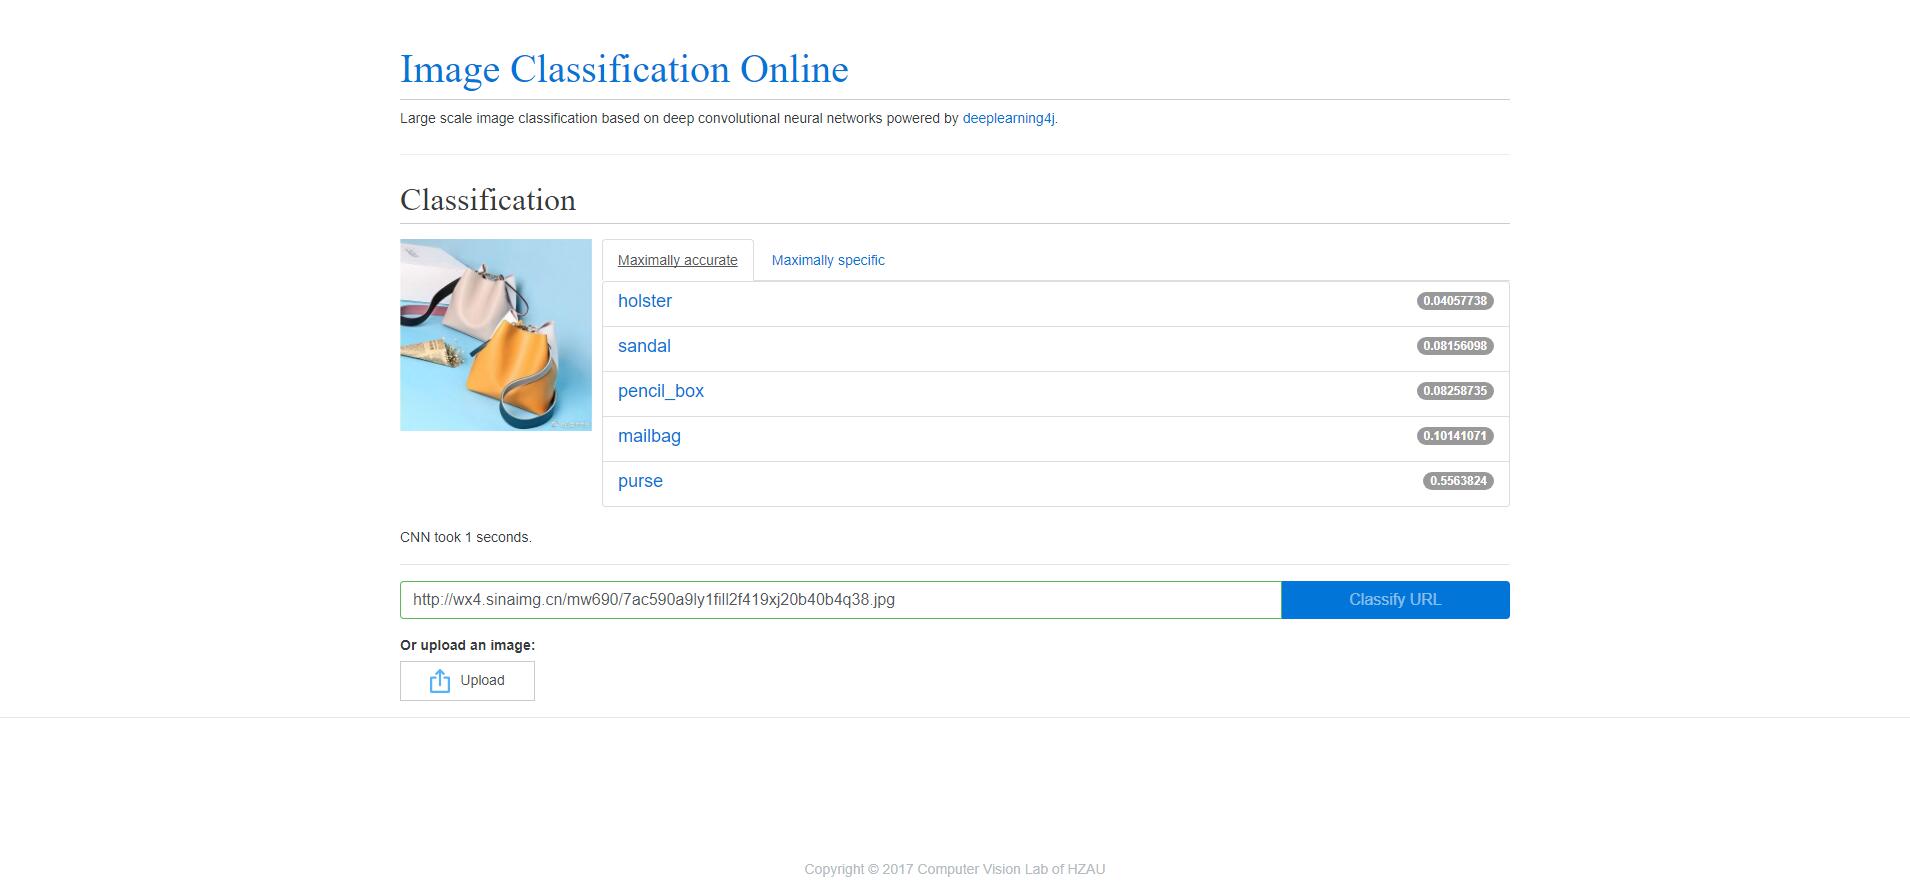 Image Classification Online
Large scale image classification based on deep convolutional neural networks powered by deeplearning4j.
Classification
Maximally accurate Maximally specific
holster 0.04057738
sandal 0.08156098
pencil_box 0.08258735
mailbag 0.10141071
purse 0.5563824
CNN took 1 seconds.
http://wx4.sinaimg.cn/mw690/7ac590a9ly1fill2f419xj20b40b4q38.jpg Classify URL
Or upload an image:
Upload
Copyright © 2017 Computer Vision Lab of HZAU